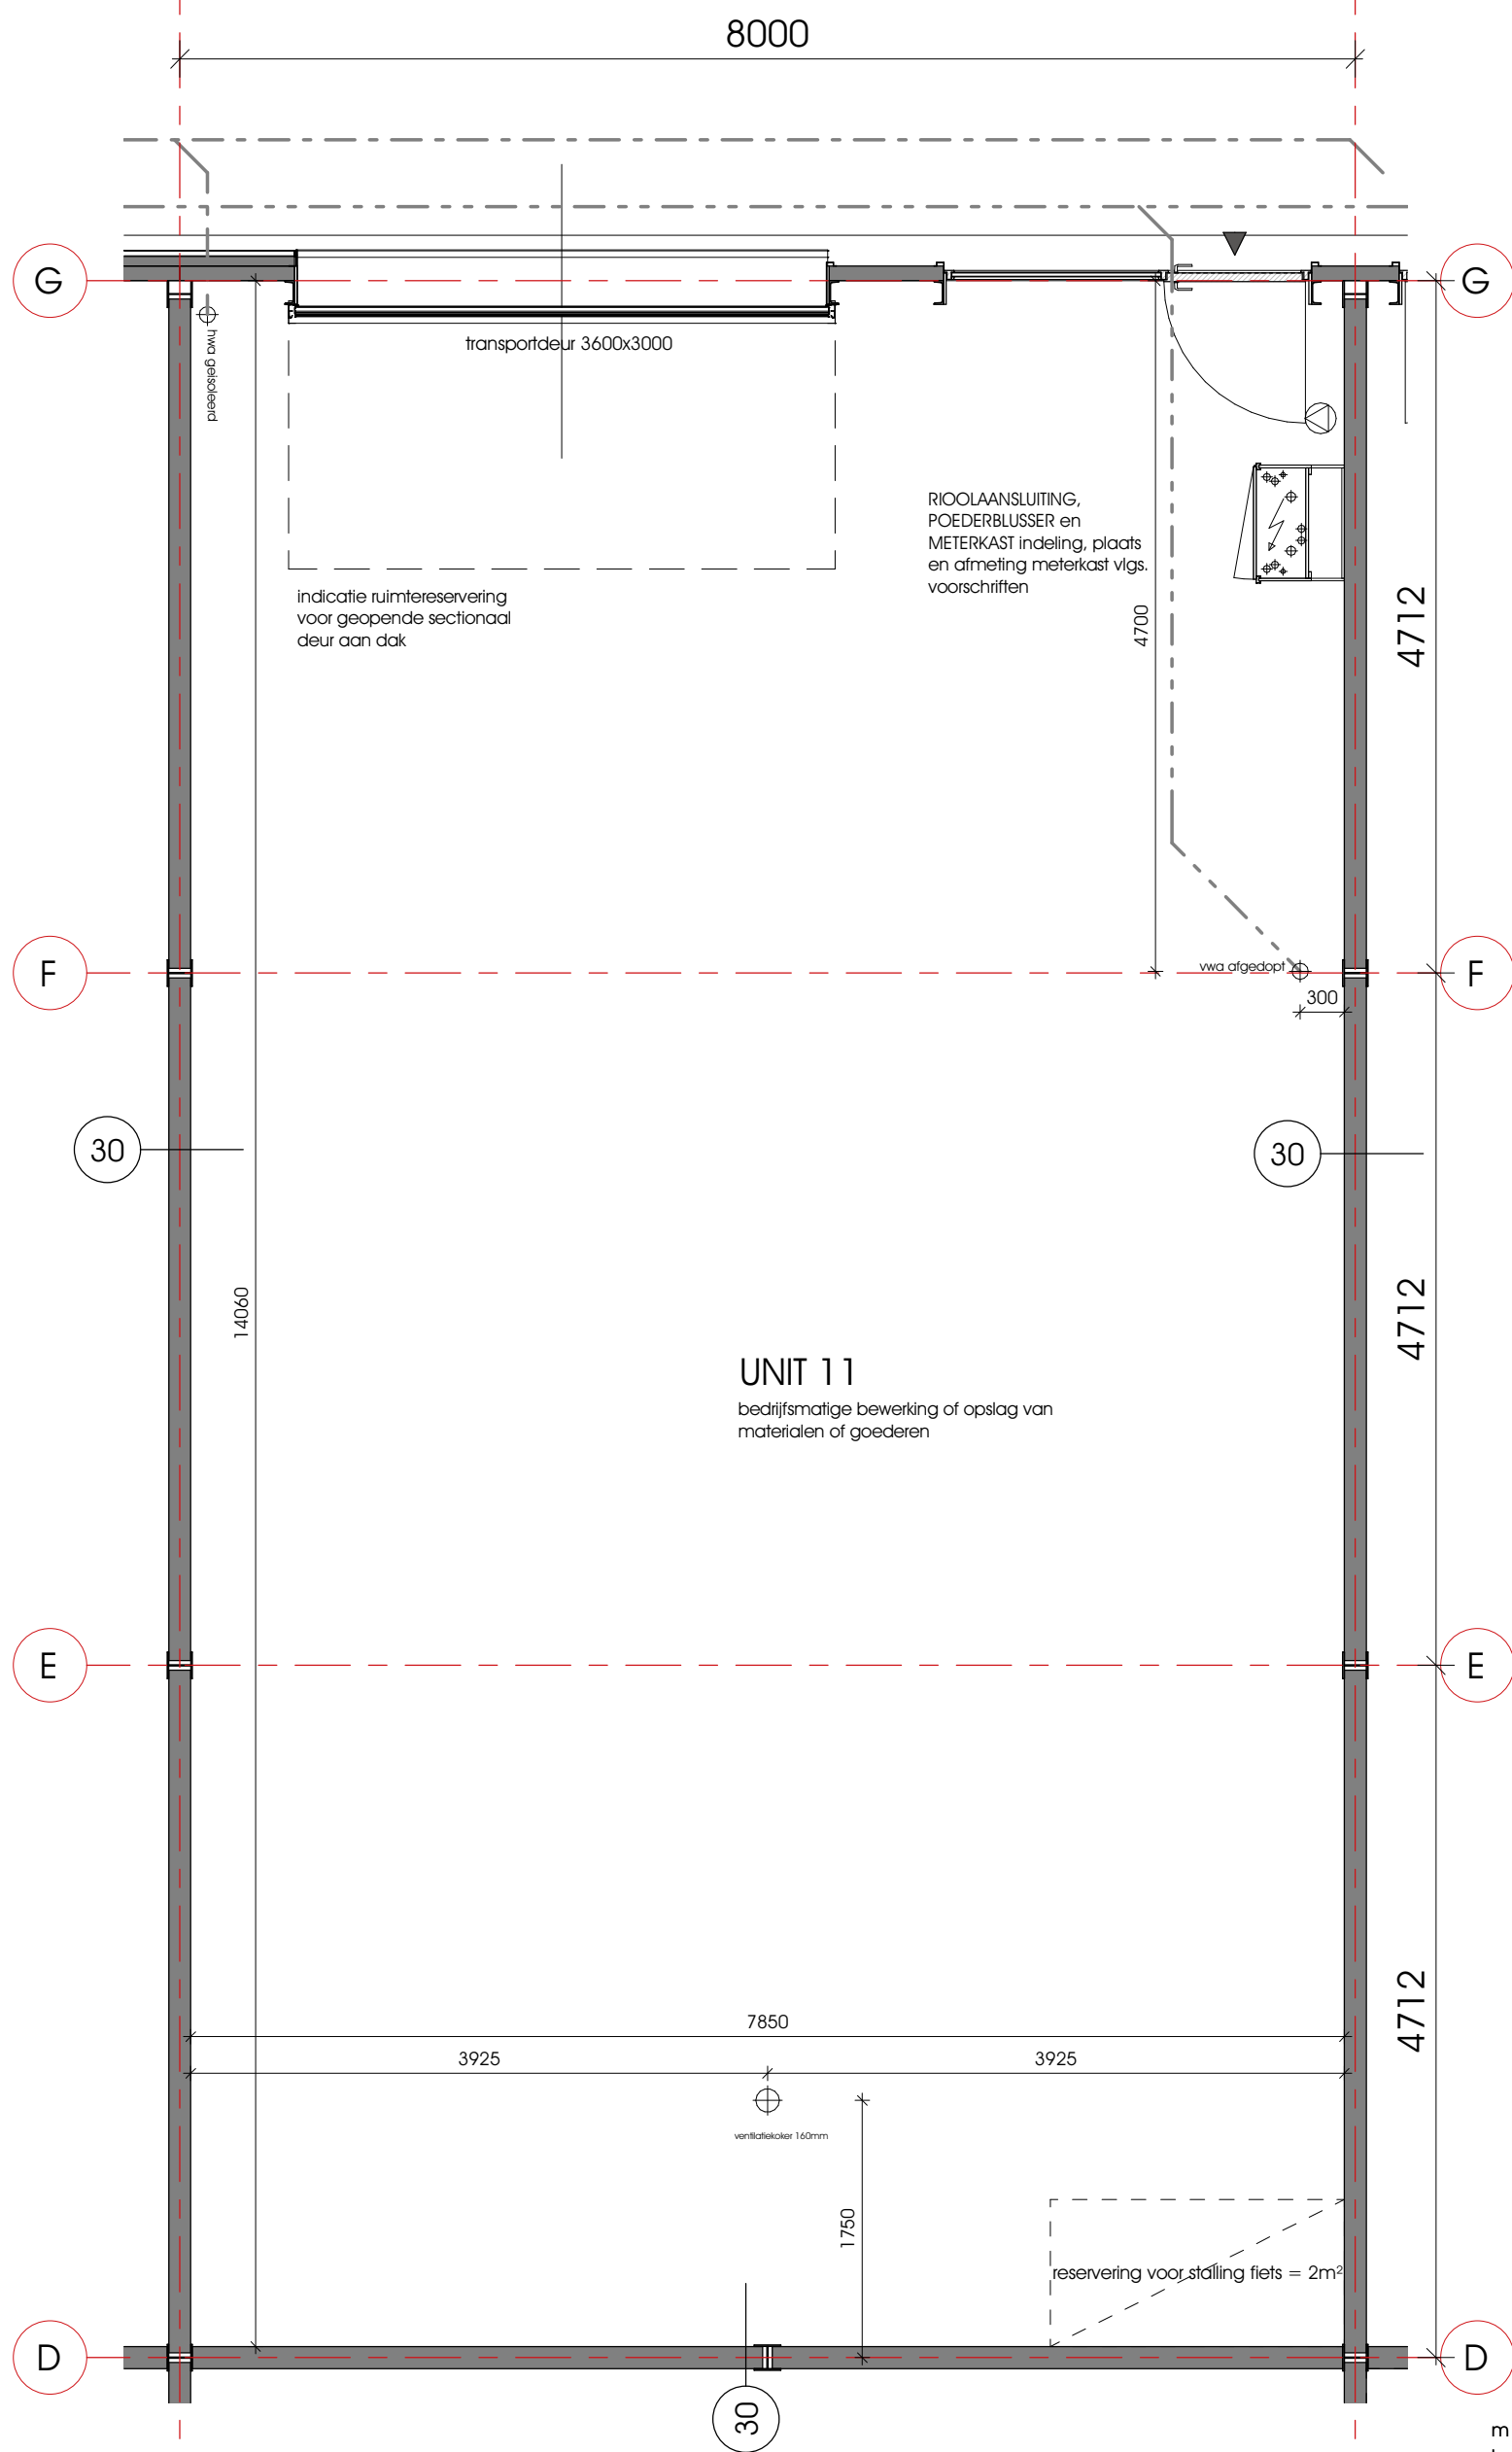 8000
G
G
transportdeur 3600x3000
hwa geïsoleerd
RIOOLAANSLUITING,
POEDERBLUSSER en
METERKAST indeling, plaats
en afmeting meterkast vlgs.
voorschriften
indicatie ruimtereservering
voor geopende sectionaal
deur aan dak
4700
4712
F
vwa afgedopt
F
300
30
30
14060
4712
UNIT 11
bedrijfsmatige bewerking of opslag van
materialen of goederen
E
E
4712
7850
3925
3925
ventilatiekoker 160mm
1750
reservering voor stalling fiets = 2m²
D
D
30
m